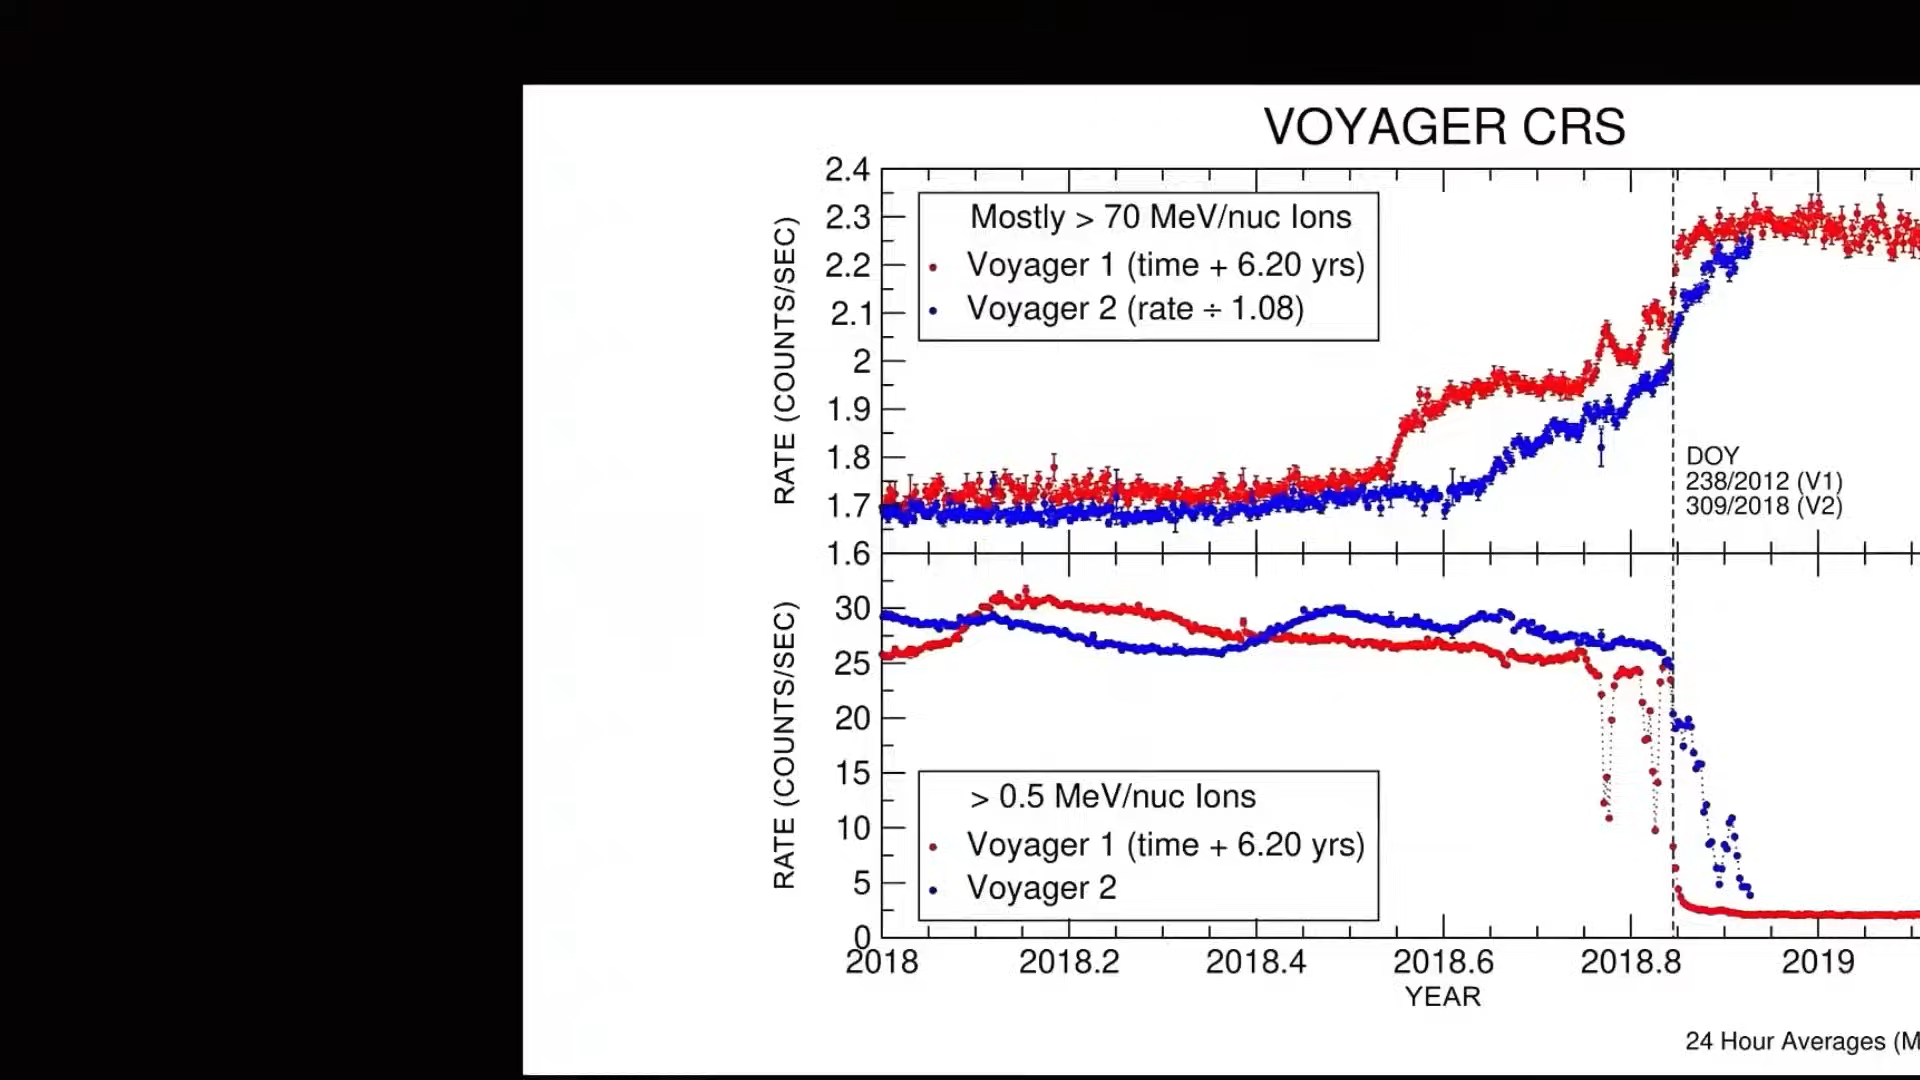 VOYAGER CRS
2.4
2.3
2.2
2.1
2
1.9
1.8
1.7
1.6
RATE (COUNTS/SEC)
Mostly > 70 MeV/nuc Ions
Voyager 1 (time + 6.20 yrs)
Voyager 2 (rate ÷ 1.08)
DOY
238/2012 (V1)
309/2018 (V2)
30
25
20
15
10
5
0
RATE (COUNTS/SEC)
> 0.5 MeV/nuc Ions
Voyager 1 (time + 6.20 yrs)
Voyager 2
2018 2018.2 2018.4 2018.6 2018.8 2019
YEAR
24 Hour Averages (M